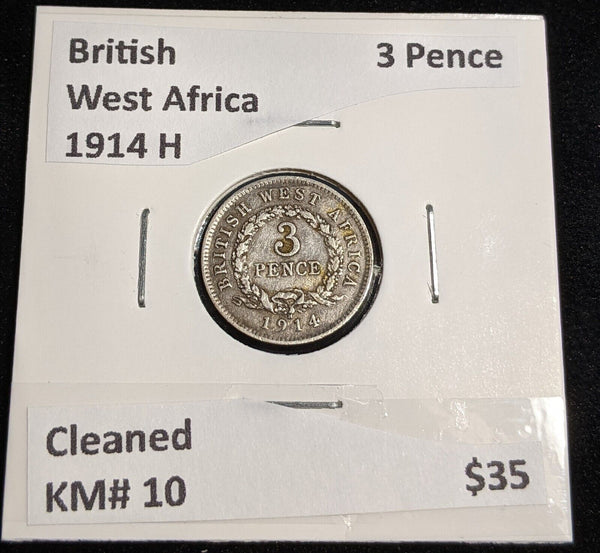 British 3 Pence
West Africa
1914 H
BRITISH WEST AFRICA
3
PENCE
1914
Cleaned
KM# 10 $35